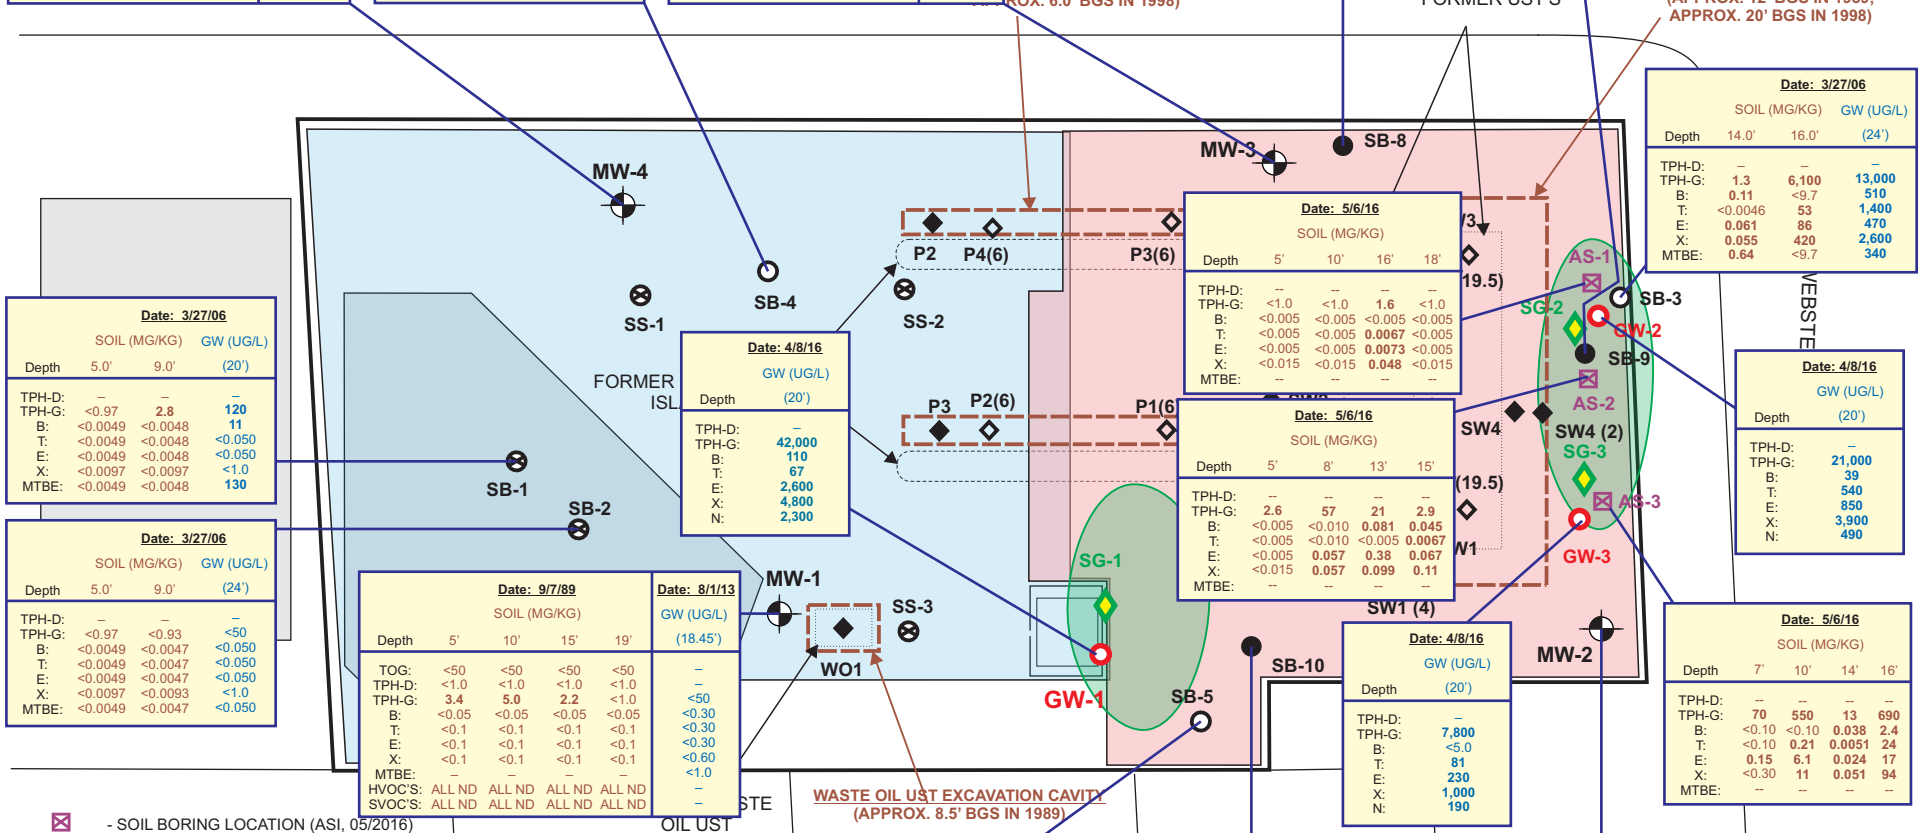 APPROX. 6.0' BGS IN 1998)
FORMER UST'S
(APPROX. 12' BGS IN 1989,
APPROX. 20' BGS IN 1998)
Date: 3/27/06
SOIL (MG/KG) GW (UG/L)
Depth 14.0' 16.0' (24')
TPH-D: – – –
TPH-G: 1.3 6,100 13,000
B: 0.11 <9.7 510
T: <0.0046 53 1,400
E: 0.061 86 470
X: 0.055 420 2,600
MTBE: 0.64 <9.7 340
MW-4
MW-3
SB-8
P2
P4(6)
P3(6)
SB-4
SS-1
SS-2
Date: 5/6/16
SOIL (MG/KG)
Depth 5' 10' 16' 18'
TPH-D: -- -- -- --
TPH-G: <1.0 <1.0 1.6 <1.0
B: <0.005 <0.005 <0.005 <0.005
T: <0.005 <0.005 0.0067 <0.005
E: <0.005 <0.005 0.0073 <0.005
X: <0.015 <0.015 0.048 <0.015
MTBE: -- -- -- --
19.5)
AS-1
SG-2
SB-3
GW-2
SB-9
AS-2
SW4
SW4 (2)
SG-3
AS-3
GW-3
WEBSTE
Date: 3/27/06
SOIL (MG/KG) GW (UG/L)
Depth 5.0' 9.0' (20')
TPH-D: – – –
TPH-G: <0.97 2.8 120
B: <0.0049 <0.0048 11
T: <0.0049 <0.0048 <0.050
E: <0.0049 <0.0048 <0.050
X: <0.0097 <0.0097 <1.0
MTBE: <0.0049 <0.0048 130
FORMER
ISL
Date: 4/8/16
GW (UG/L)
Depth (20')
TPH-D: –
TPH-G: 42,000
B: 110
T: 67
E: 2,600
X: 4,800
N: 2,300
P3
P2(6)
P1(6
Date: 5/6/16
SOIL (MG/KG)
Depth 5' 8' 13' 15'
TPH-D: -- -- -- --
TPH-G: 2.6 57 21 2.9
B: <0.005 <0.010 0.081 0.045
T: <0.005 <0.010 <0.005 0.0067
E: <0.005 0.057 0.38 0.067
X: <0.015 0.057 0.099 0.11
MTBE: -- -- -- --
(19.5)
W1
SW1 (4)
Date: 4/8/16
GW (UG/L)
Depth (20')
TPH-D: –
TPH-G: 21,000
B: 39
T: 540
E: 850
X: 3,900
N: 490
SB-1
SB-2
Date: 3/27/06
SOIL (MG/KG) GW (UG/L)
Depth 5.0' 9.0' (24')
TPH-D: – – –
TPH-G: <0.97 <0.93 <50
B: <0.0049 <0.0047 <0.050
T: <0.0049 <0.0047 <0.050
E: <0.0049 <0.0047 <0.050
X: <0.0097 <0.0093 <1.0
MTBE: <0.0049 <0.0047 <0.050
Date: 9/7/89 Date: 8/1/13
SOIL (MG/KG) GW (UG/L)
Depth 5' 10' 15' 19' (18.45')
TOG: <50 <50 <50 <50 –
TPH-D: <1.0 <1.0 <1.0 <1.0 –
TPH-G: 3.4 5.0 2.2 <1.0 <50
B: <0.05 <0.05 <0.05 <0.05 <0.30
T: <0.1 <0.1 <0.1 <0.1 <0.30
E: <0.1 <0.1 <0.1 <0.1 <0.30
X: <0.1 <0.1 <0.1 <0.1 <0.60
MTBE: – – – – <1.0
HVOC'S: ALL ND ALL ND ALL ND ALL ND –
SVOC'S: ALL ND ALL ND ALL ND ALL ND –
MW-1
SS-3
WO1
SG-1
GW-1
SB-5
SB-10
MW-2
Date: 4/8/16
GW (UG/L)
Depth (20')
TPH-D: –
TPH-G: 7,800
B: <5.0
T: 81
E: 230
X: 1,000
N: 190
Date: 5/6/16
SOIL (MG/KG)
Depth 7' 10' 14' 16'
TPH-D: -- -- -- --
TPH-G: 70 550 13 690
B: <0.10 <0.10 0.038 2.4
T: <0.10 0.21 0.0051 24
E: 0.15 6.1 0.024 17
X: <0.30 11 0.051 94
MTBE: -- -- -- --
WASTE OIL UST EXCAVATION CAVITY
(APPROX. 8.5' BGS IN 1989)
STE
OIL UST
- SOIL BORING LOCATION (ASI, 05/2016)